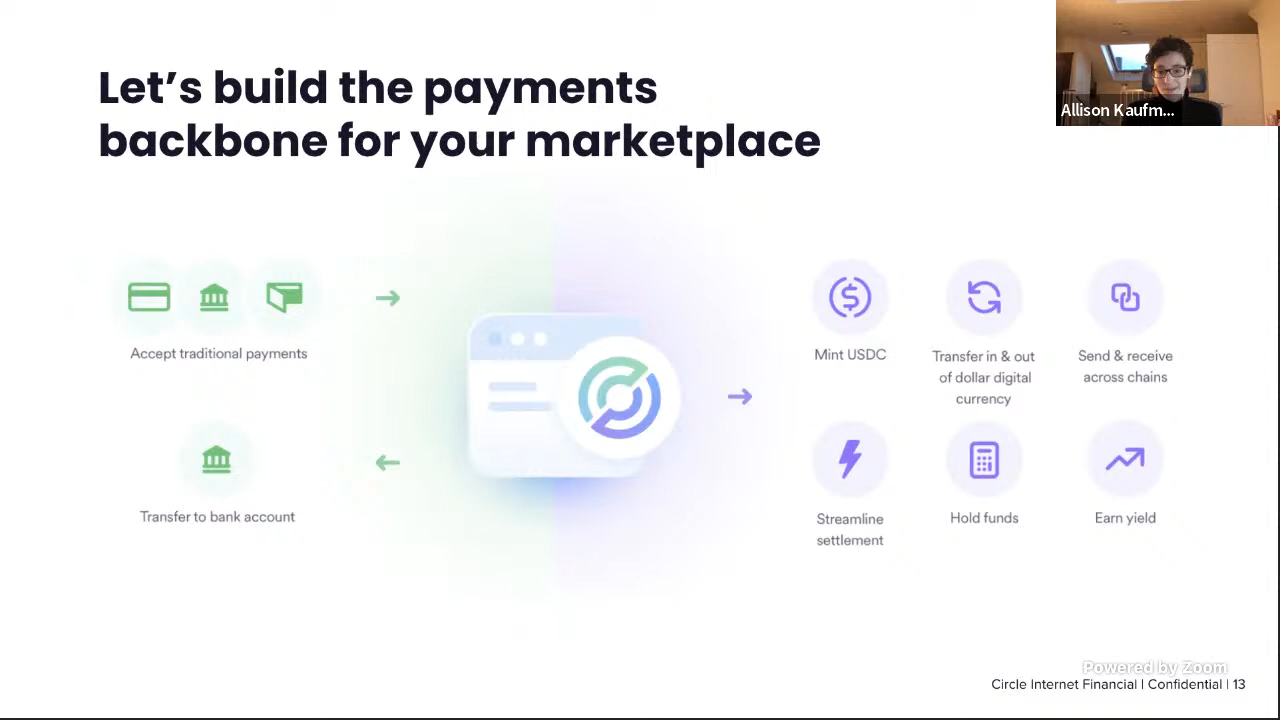 Let's build the payments
backbone for your marketplace
Allison Kaufm...
Accept traditional payments
Transfer to bank account
Mint USDC
Transfer in & out
of dollar digital
currency
Send & receive
across chains
Streamline
settlement
Hold funds
Earn yield
Powered by Zoom
Circle Internet Financial | Confidential | 13